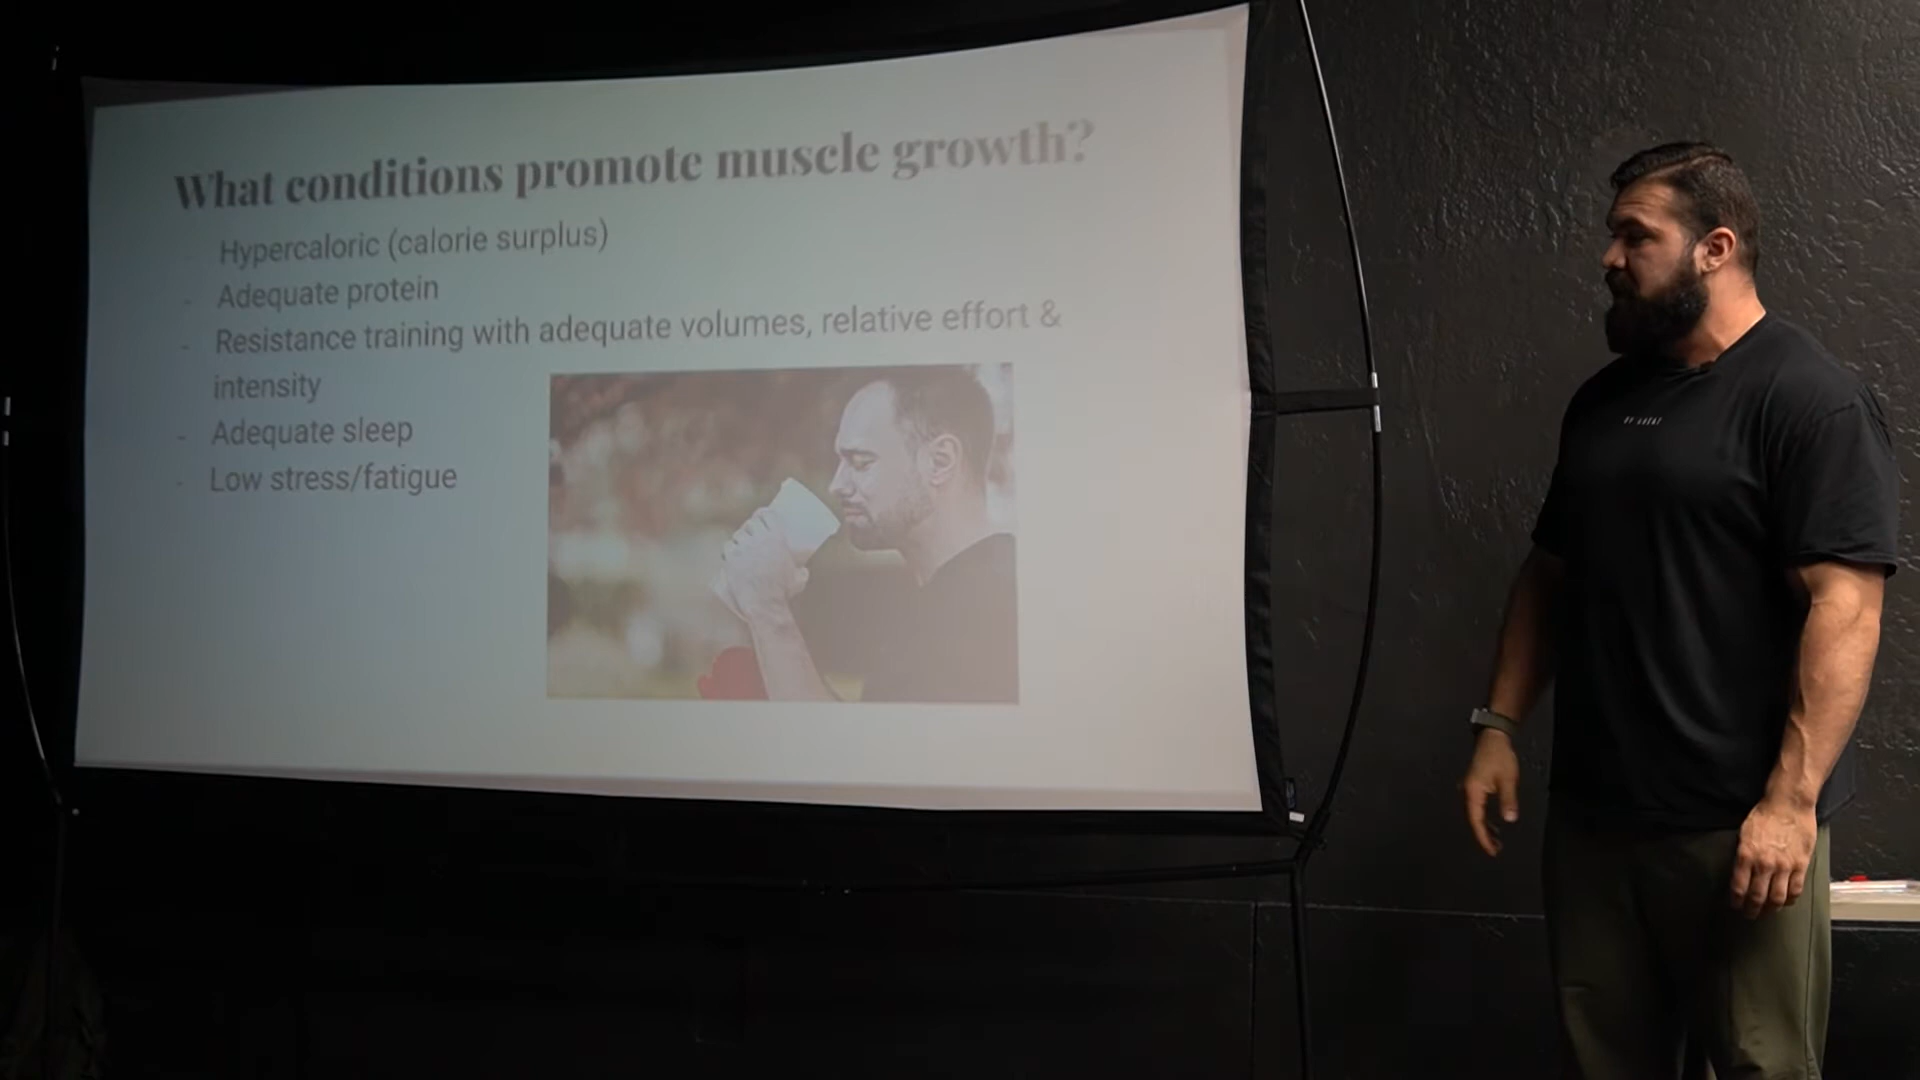 What conditions promote muscle growth?
Hypercaloric (calorie surplus)
- Adequate protein
- Resistance training with adequate volumes, relative effort &
intensity
- Adequate sleep
- Low stress/fatigue